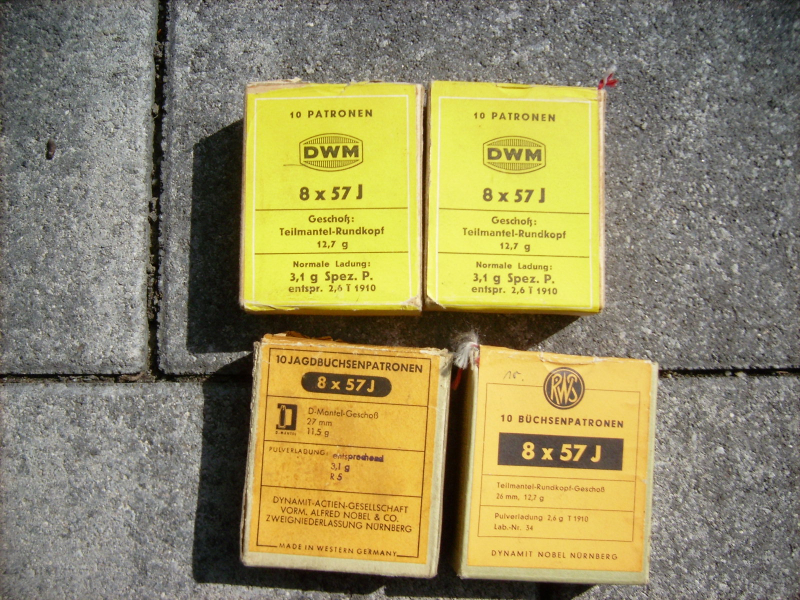 10 PATRONEN
DWM
8 x 57 J
Geschoß:
Teilmantel-Rundkopf
12,7 g
Normale Ladung:
3,1 g Spez. P.
entspr. 2,6 T 1910
10 PATRONEN
DWM
8 x 57 J
Geschoß:
Teilmantel-Rundkopf
12,7 g
Normale Ladung:
3,1 g Spez. P.
entspr. 2,6 T 1910
10 JAGDBÜCHSENPATRONEN
8 x 57 J
D-Mantel-Geschoß
27 mm
11,5 g
D-MANTEL
PULVERLADUNG: entsprechend
3,1 g
R 5
DYNAMIT-ACTIEN-GESELLSCHAFT
VORM. ALFRED NOBEL & CO.
ZWEIGNIEDERLASSUNG NÜRNBERG
MADE IN WESTERN GERMANY
RWS
10 BÜCHSENPATRONEN
8 x 57 J
Teilmantel-Rundkopf-Geschoß
26 mm, 12,7 g
Pulverladung 2,6 g T 1910
Lab.-Nr. 34
DYNAMIT NOBEL NÜRNBERG